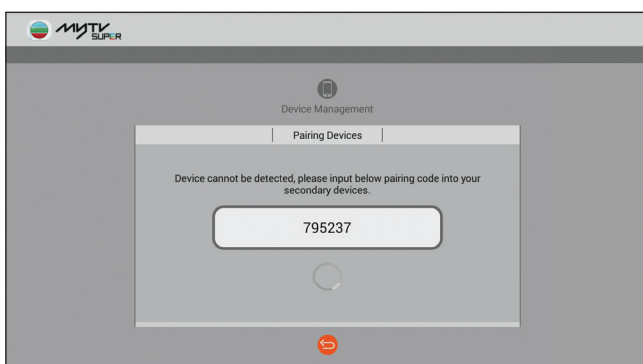 myTV
SUPER
Device Management
Pairing Devices
Device cannot be detected, please input below pairing code into your
secondary devices.
795237